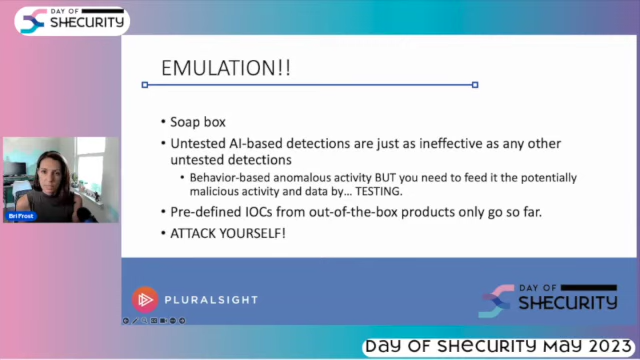 DAY OF
SHECURITY
EMULATION!!
• Soap box
• Untested AI-based detections are just as ineffective as any other
untested detections
• Behavior-based anomalous activity BUT you need to feed it the potentially
malicious activity and data by… TESTING.
• Pre-defined IOCs from out-of-the-box products only go so far.
• ATTACK YOURSELF!
Bri Frost
PLURALSIGHT
DAY OF
SHECURITY
DAY OF SHECURITY MAY 2023